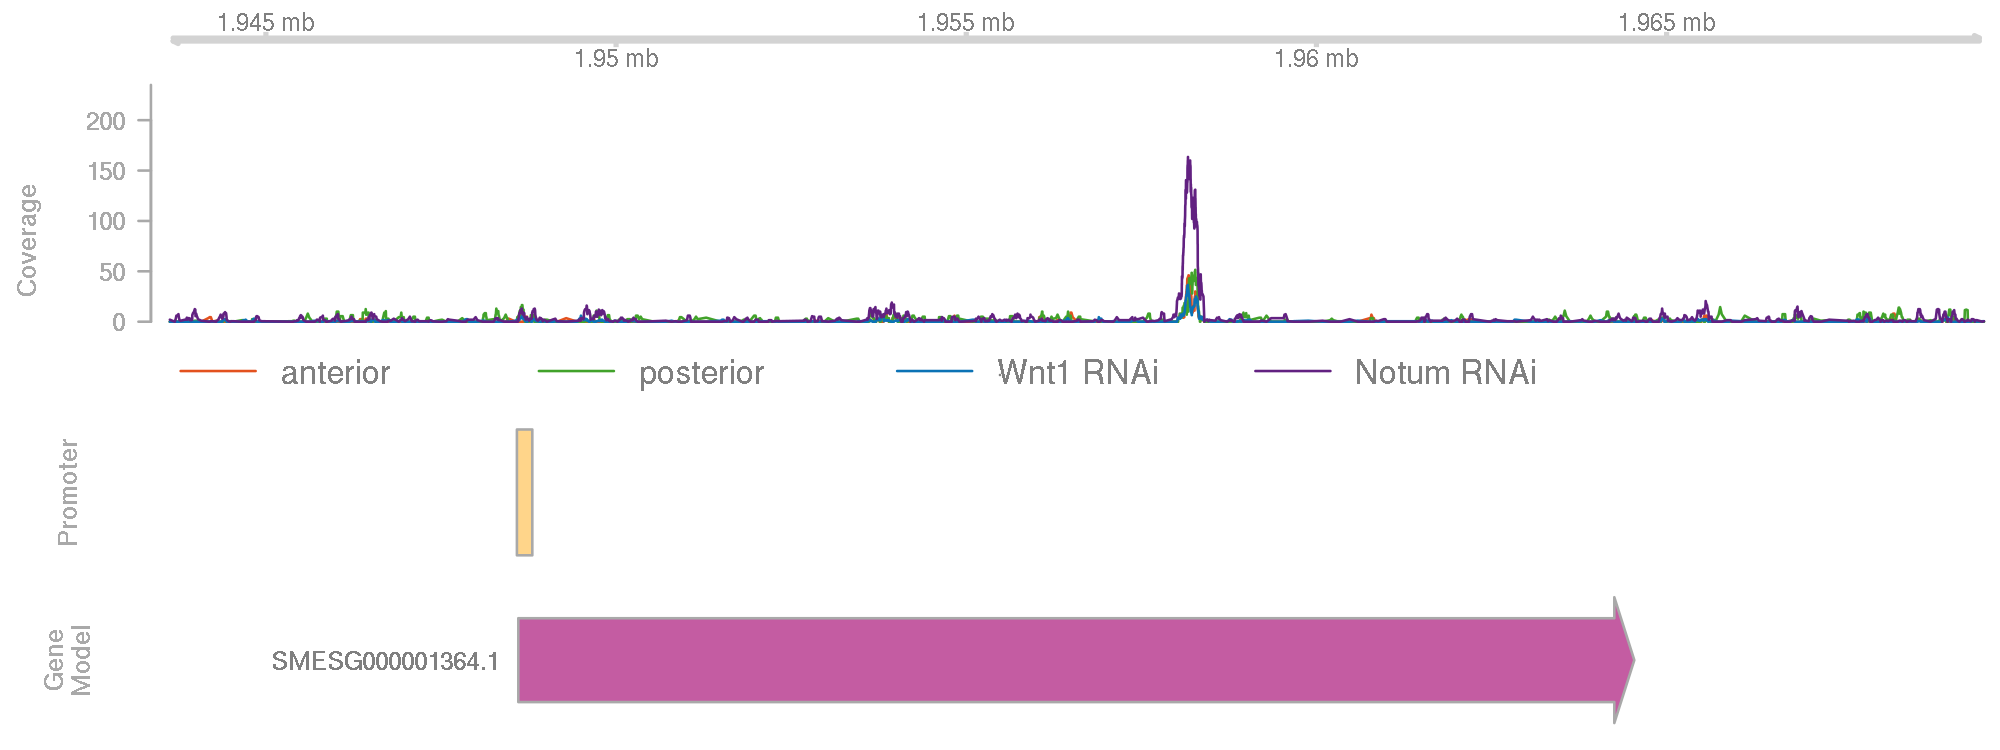 1.945 mb
1.955 mb
1.965 mb
1.95 mb
1.96 mb
Coverage
200
150
100
50
0
anterior
posterior
Wnt1 RNAi
Notum RNAi
Promoter
Gene
Model
SMESG000001364.1